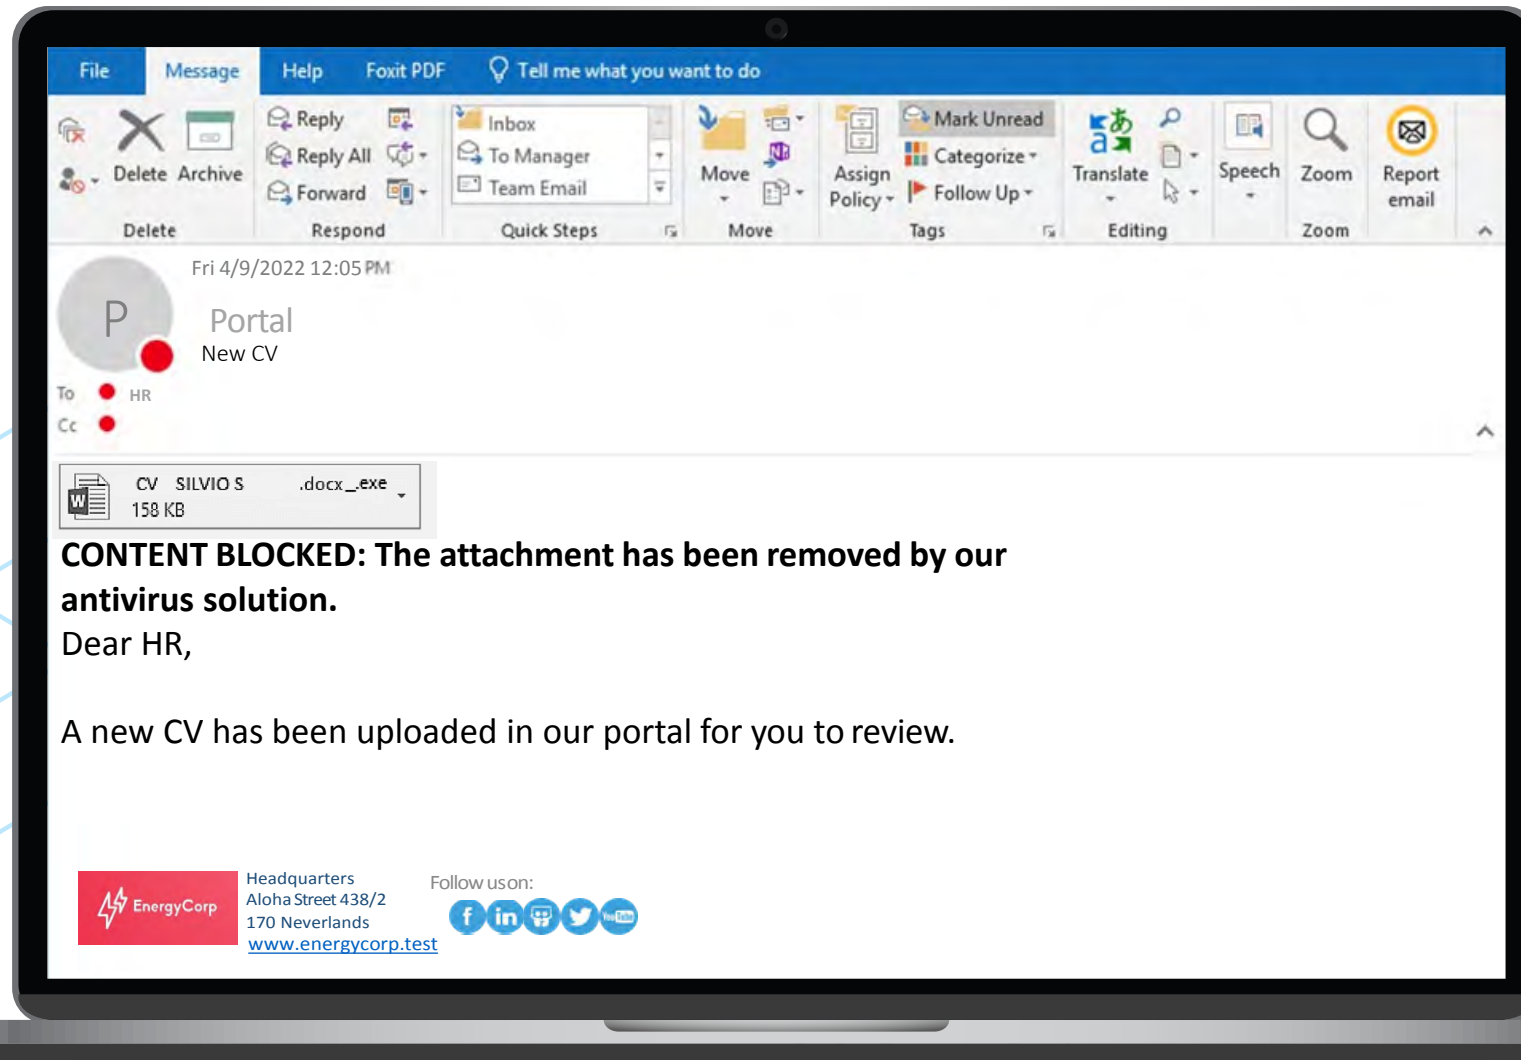 File Message Help Foxit PDF Tell me what you want to do
Delete Archive
Reply
Reply All
Forward
Inbox
To Manager
Team Email
Move
Assign Policy
Mark Unread
Categorize
Follow Up
Translate
Speech
Zoom
Report email
Delete Respond Quick Steps Move Tags Editing Zoom
Fri 4/9/2022 12:05 PM
P
Portal
New CV
To HR
Cc
CV SILVIO S .docx_.exe
158 KB
CONTENT BLOCKED: The attachment has been removed by our
antivirus solution.
Dear HR,
A new CV has been uploaded in our portal for you to review.
EnergyCorp
Headquarters
Aloha Street 438/2
170 Neverlands
www.energycorp.test
Follow us on:
f in YouTube